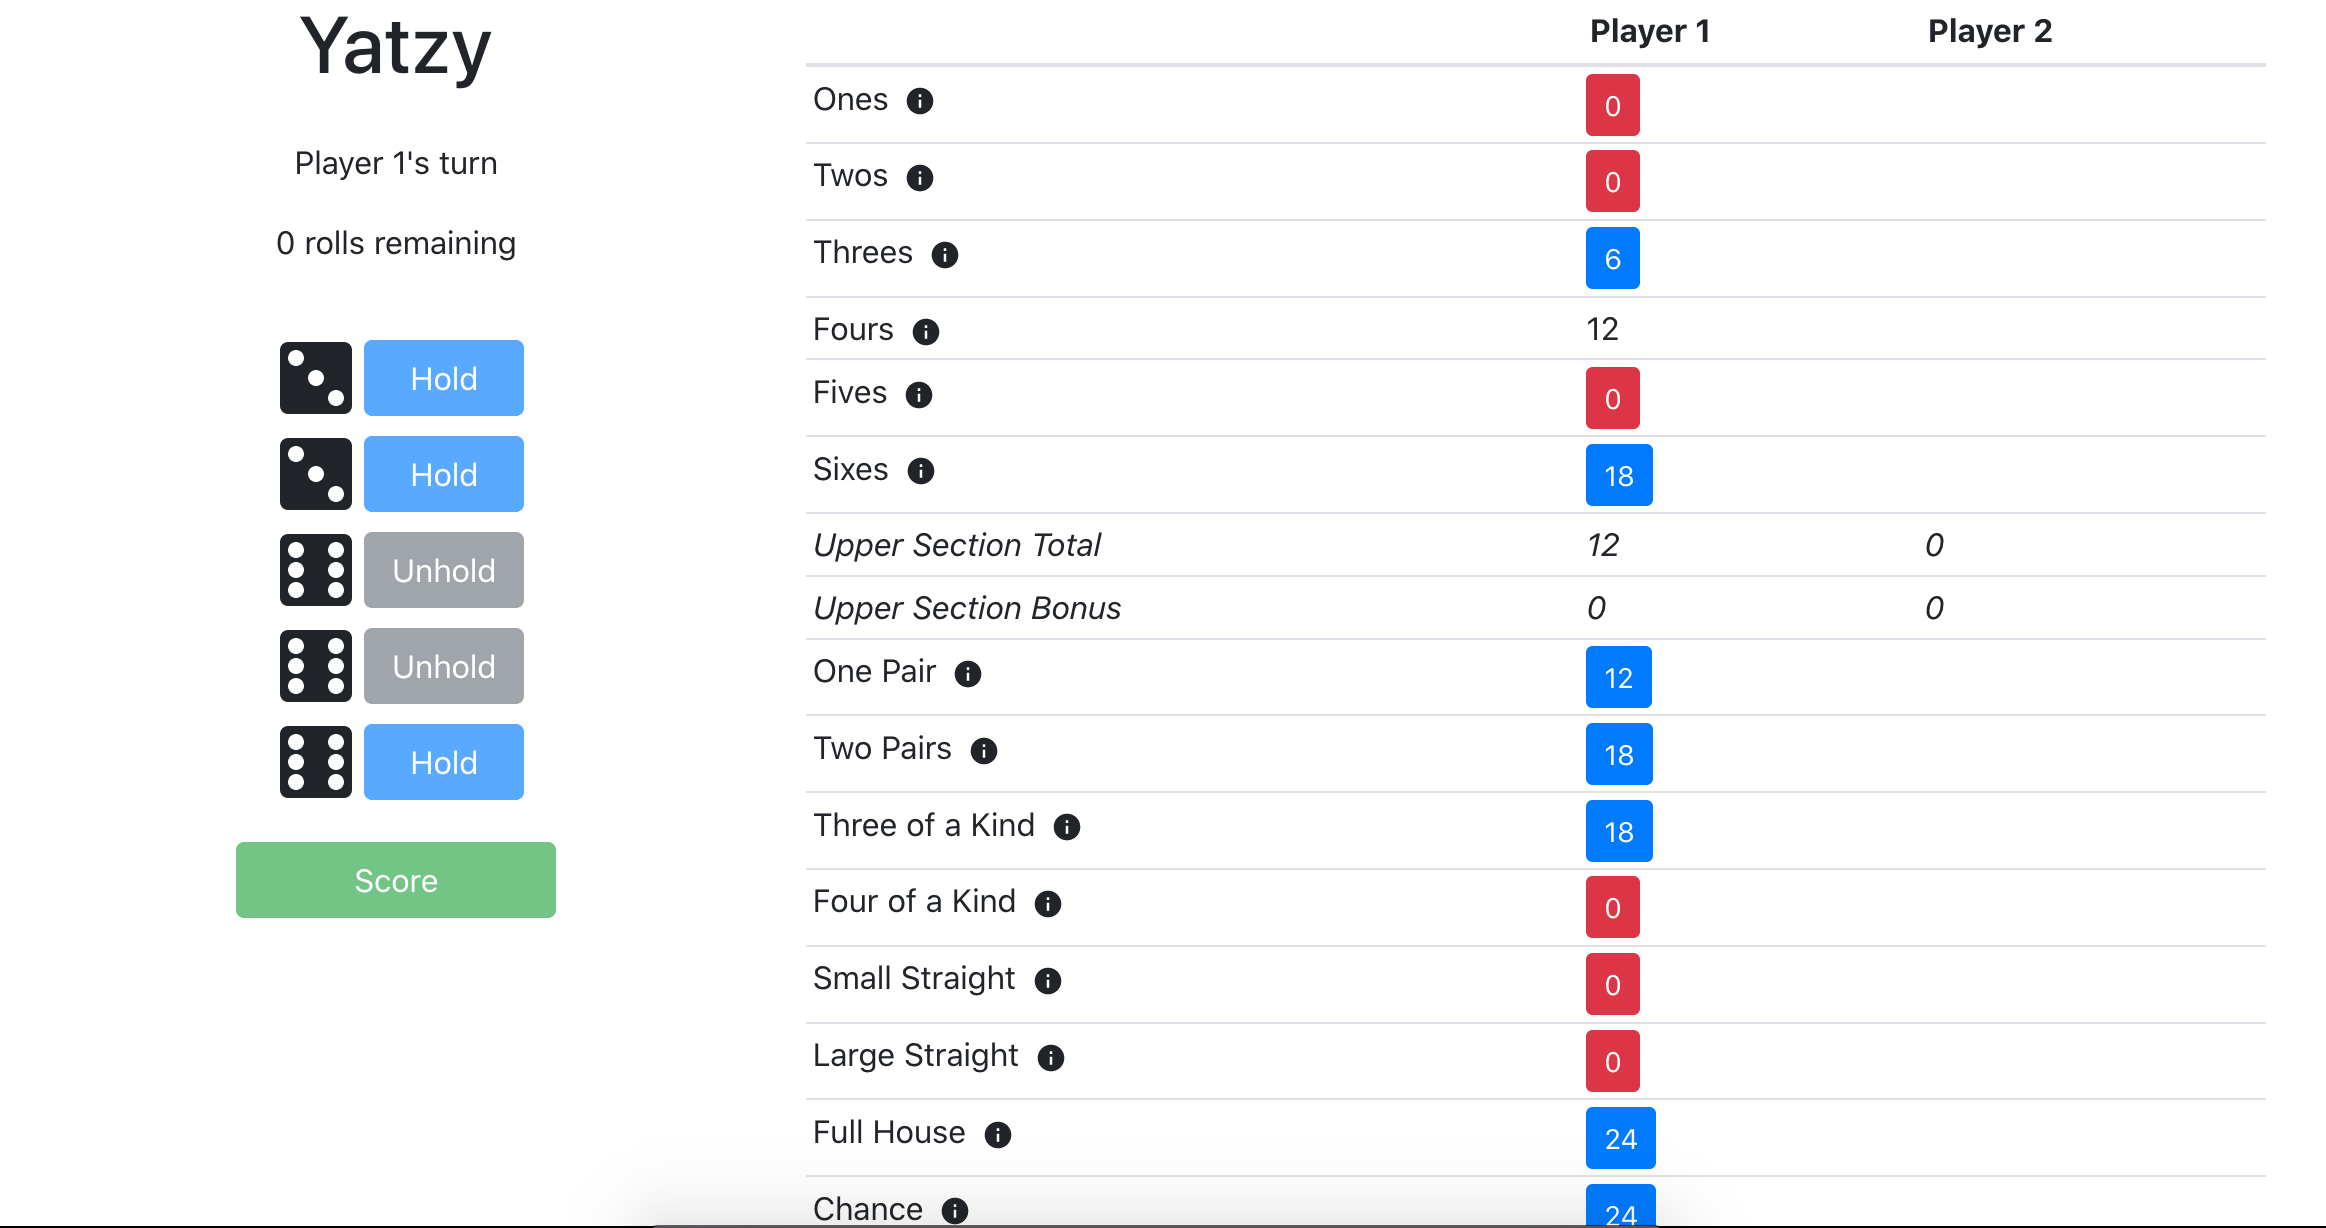 Yatzy
Player 1's turn
0 rolls remaining
Hold
Hold
Unhold
Unhold
Hold
Score
Player 1 Player 2
Ones 0
Twos 0
Threes 6
Fours 12
Fives 0
Sixes 18
Upper Section Total 12 0
Upper Section Bonus 0 0
One Pair 12
Two Pairs 18
Three of a Kind 18
Four of a Kind 0
Small Straight 0
Large Straight 0
Full House 24
Chance 24